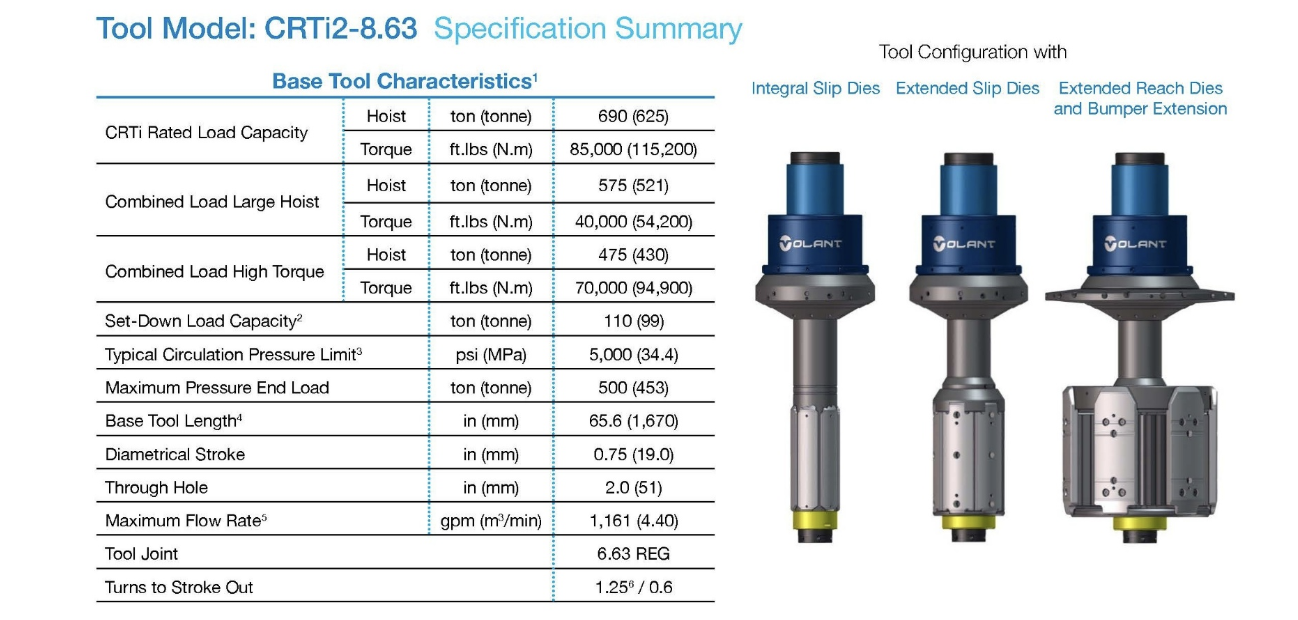 Tool Model: CRTi2-8.63 Specification Summary
Base Tool Characteristics¹
CRTi Rated Load Capacity
Hoist ton (tonne) 690 (625)
Torque ft.lbs (N.m) 85,000 (115,200)
Combined Load Large Hoist
Hoist ton (tonne) 575 (521)
Torque ft.lbs (N.m) 40,000 (54,200)
Combined Load High Torque
Hoist ton (tonne) 475 (430)
Torque ft.lbs (N.m) 70,000 (94,900)
Set-Down Load Capacity² ton (tonne) 110 (99)
Typical Circulation Pressure Limit³ psi (MPa) 5,000 (34.4)
Maximum Pressure End Load ton (tonne) 500 (453)
Base Tool Length⁴ in (mm) 65.6 (1,670)
Diametrical Stroke in (mm) 0.75 (19.0)
Through Hole in (mm) 2.0 (51)
Maximum Flow Rate⁵ gpm (m³/min) 1,161 (4.40)
Tool Joint 6.63 REG
Turns to Stroke Out 1.25⁶ / 0.6
Tool Configuration with
Integral Slip Dies
Extended Slip Dies
Extended Reach Dies
and Bumper Extension
VOLANT
VOLANT
VOLANT